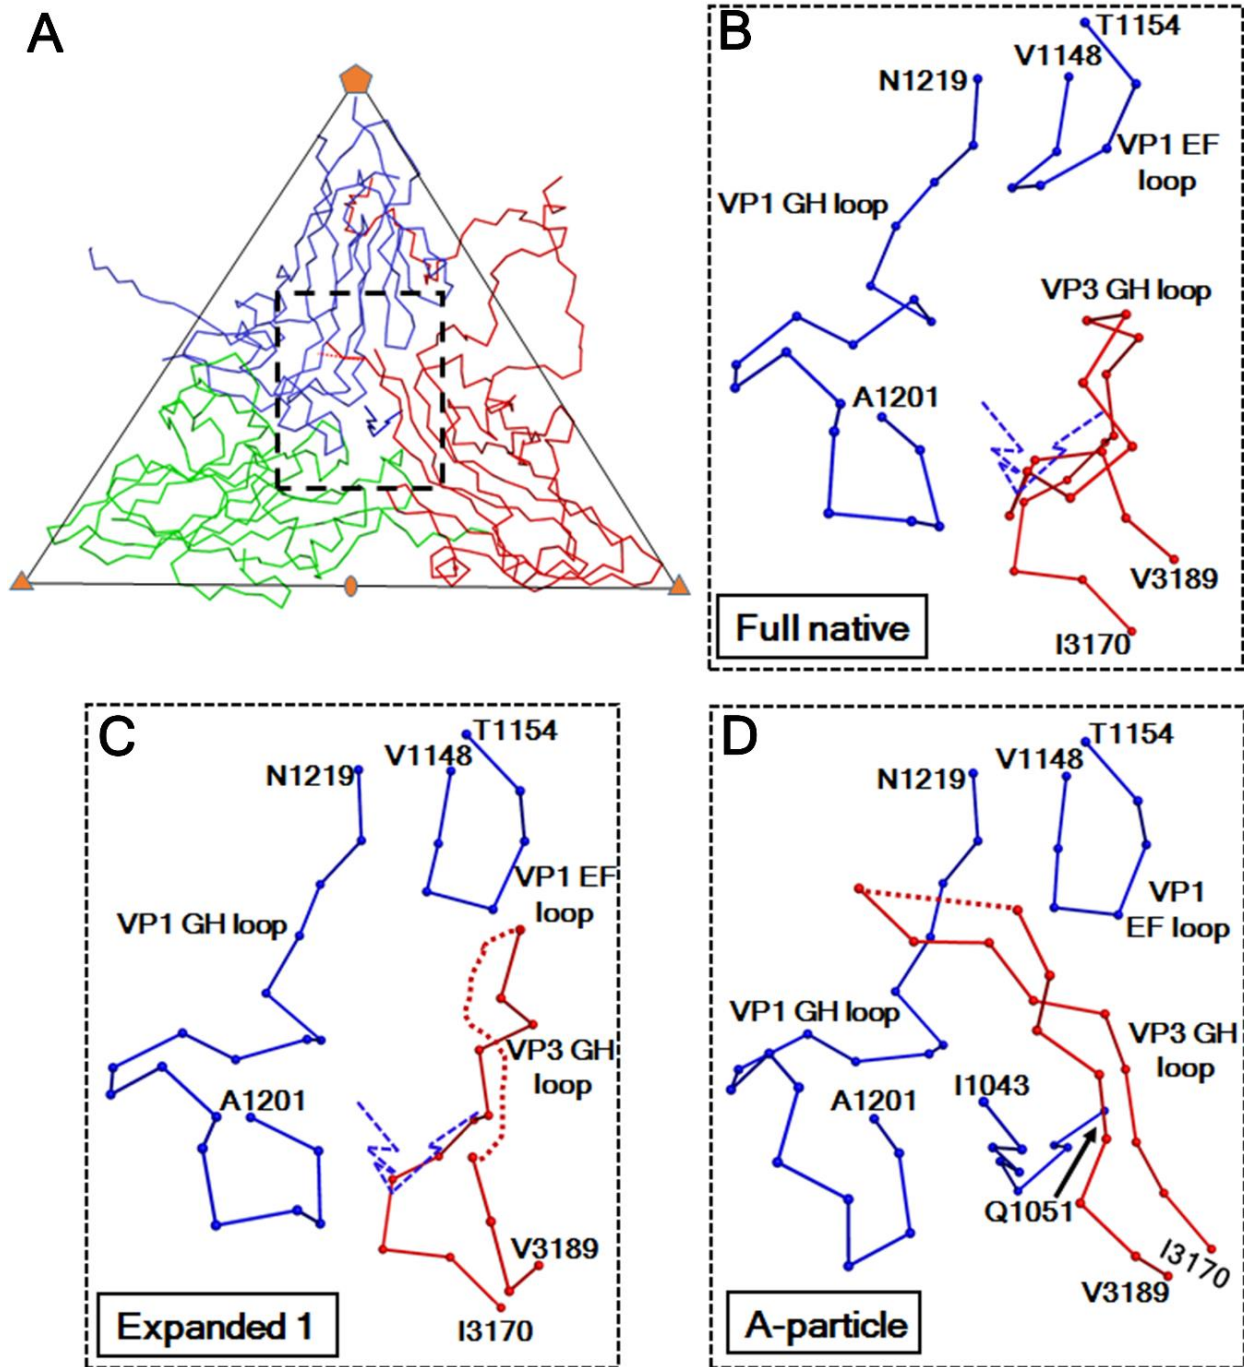 A
B
T1154
V1148
N1219
VP1 EF
loop
VP1 GH loop
VP3 GH loop
A1201
V3189
I3170
Full native
C
T1154
V1148
N1219
VP1 EF
loop
VP1 GH loop
VP3 GH
loop
A1201
V3189
I3170
Expanded 1
D
T1154
V1148
N1219
VP1
EF loop
VP1 GH loop
VP3 GH
loop
I1043
A1201
Q1051
I3170
V3189
A-particle